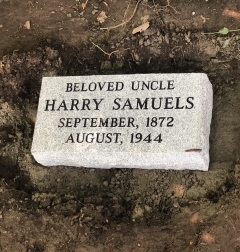 BELOVED UNCLE
HARRY SAMUELS
SEPTEMBER, 1872
AUGUST, 1944